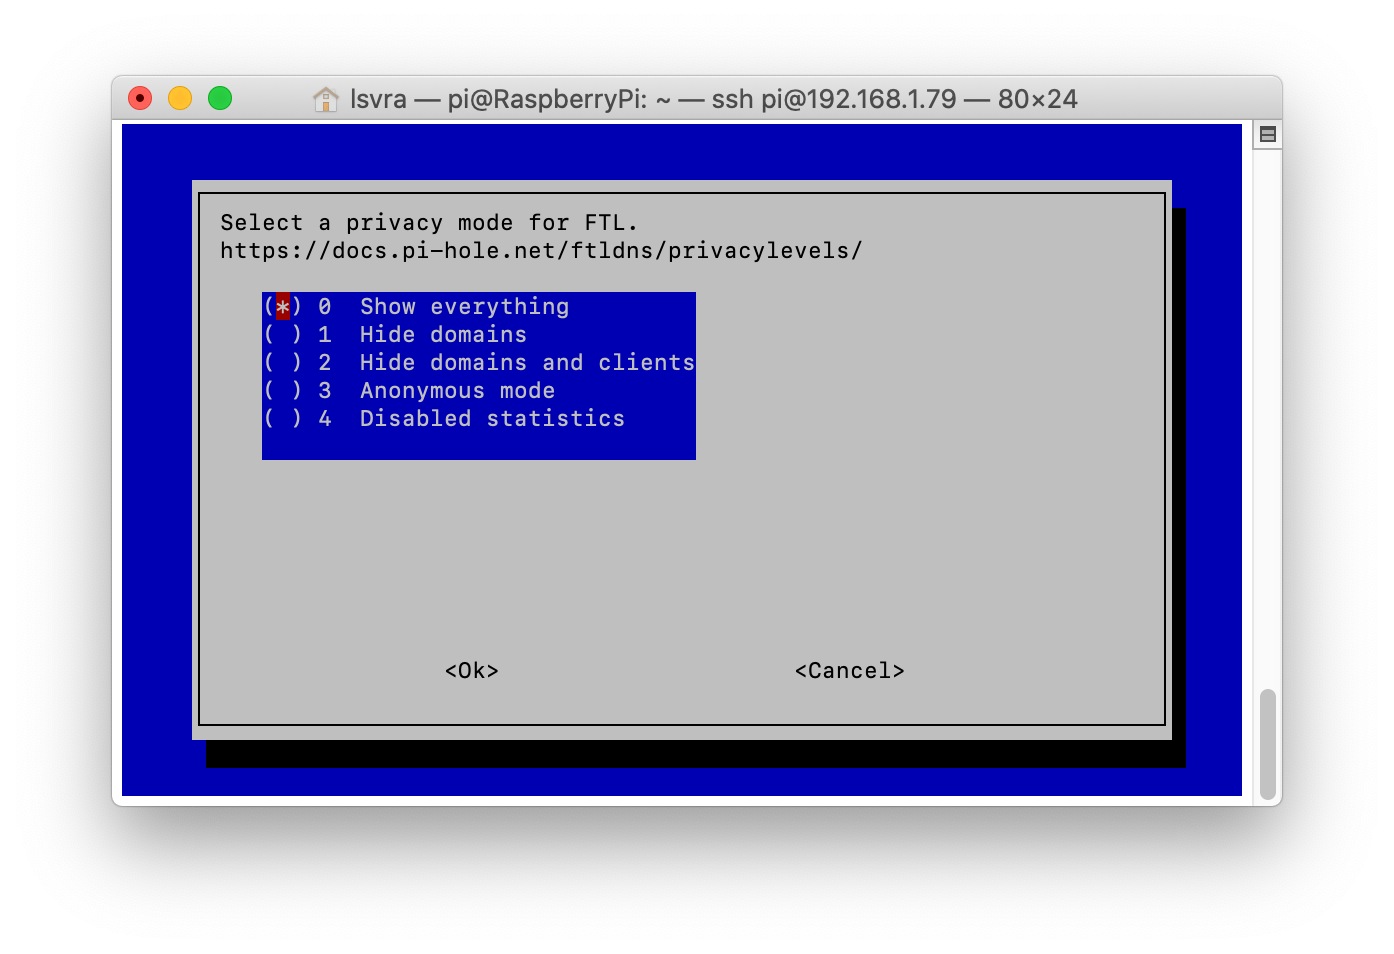 lsvra — pi@RaspberryPi: ~ — ssh pi@192.168.1.79 — 80×24
Select a privacy mode for FTL.
https://docs.pi-hole.net/ftldns/privacylevels/
(*) 0  Show everything
( ) 1  Hide domains
( ) 2  Hide domains and clients
( ) 3  Anonymous mode
( ) 4  Disabled statistics
<Ok> <Cancel>